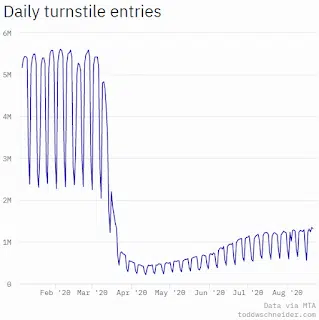 Daily turnstile entries
6M
5M
4M
3M
2M
1M
0
Feb '20 Mar '20 Apr '20 May '20 Jun '20 Jul '20 Aug '20
Data via MTA
toddwschneider.com